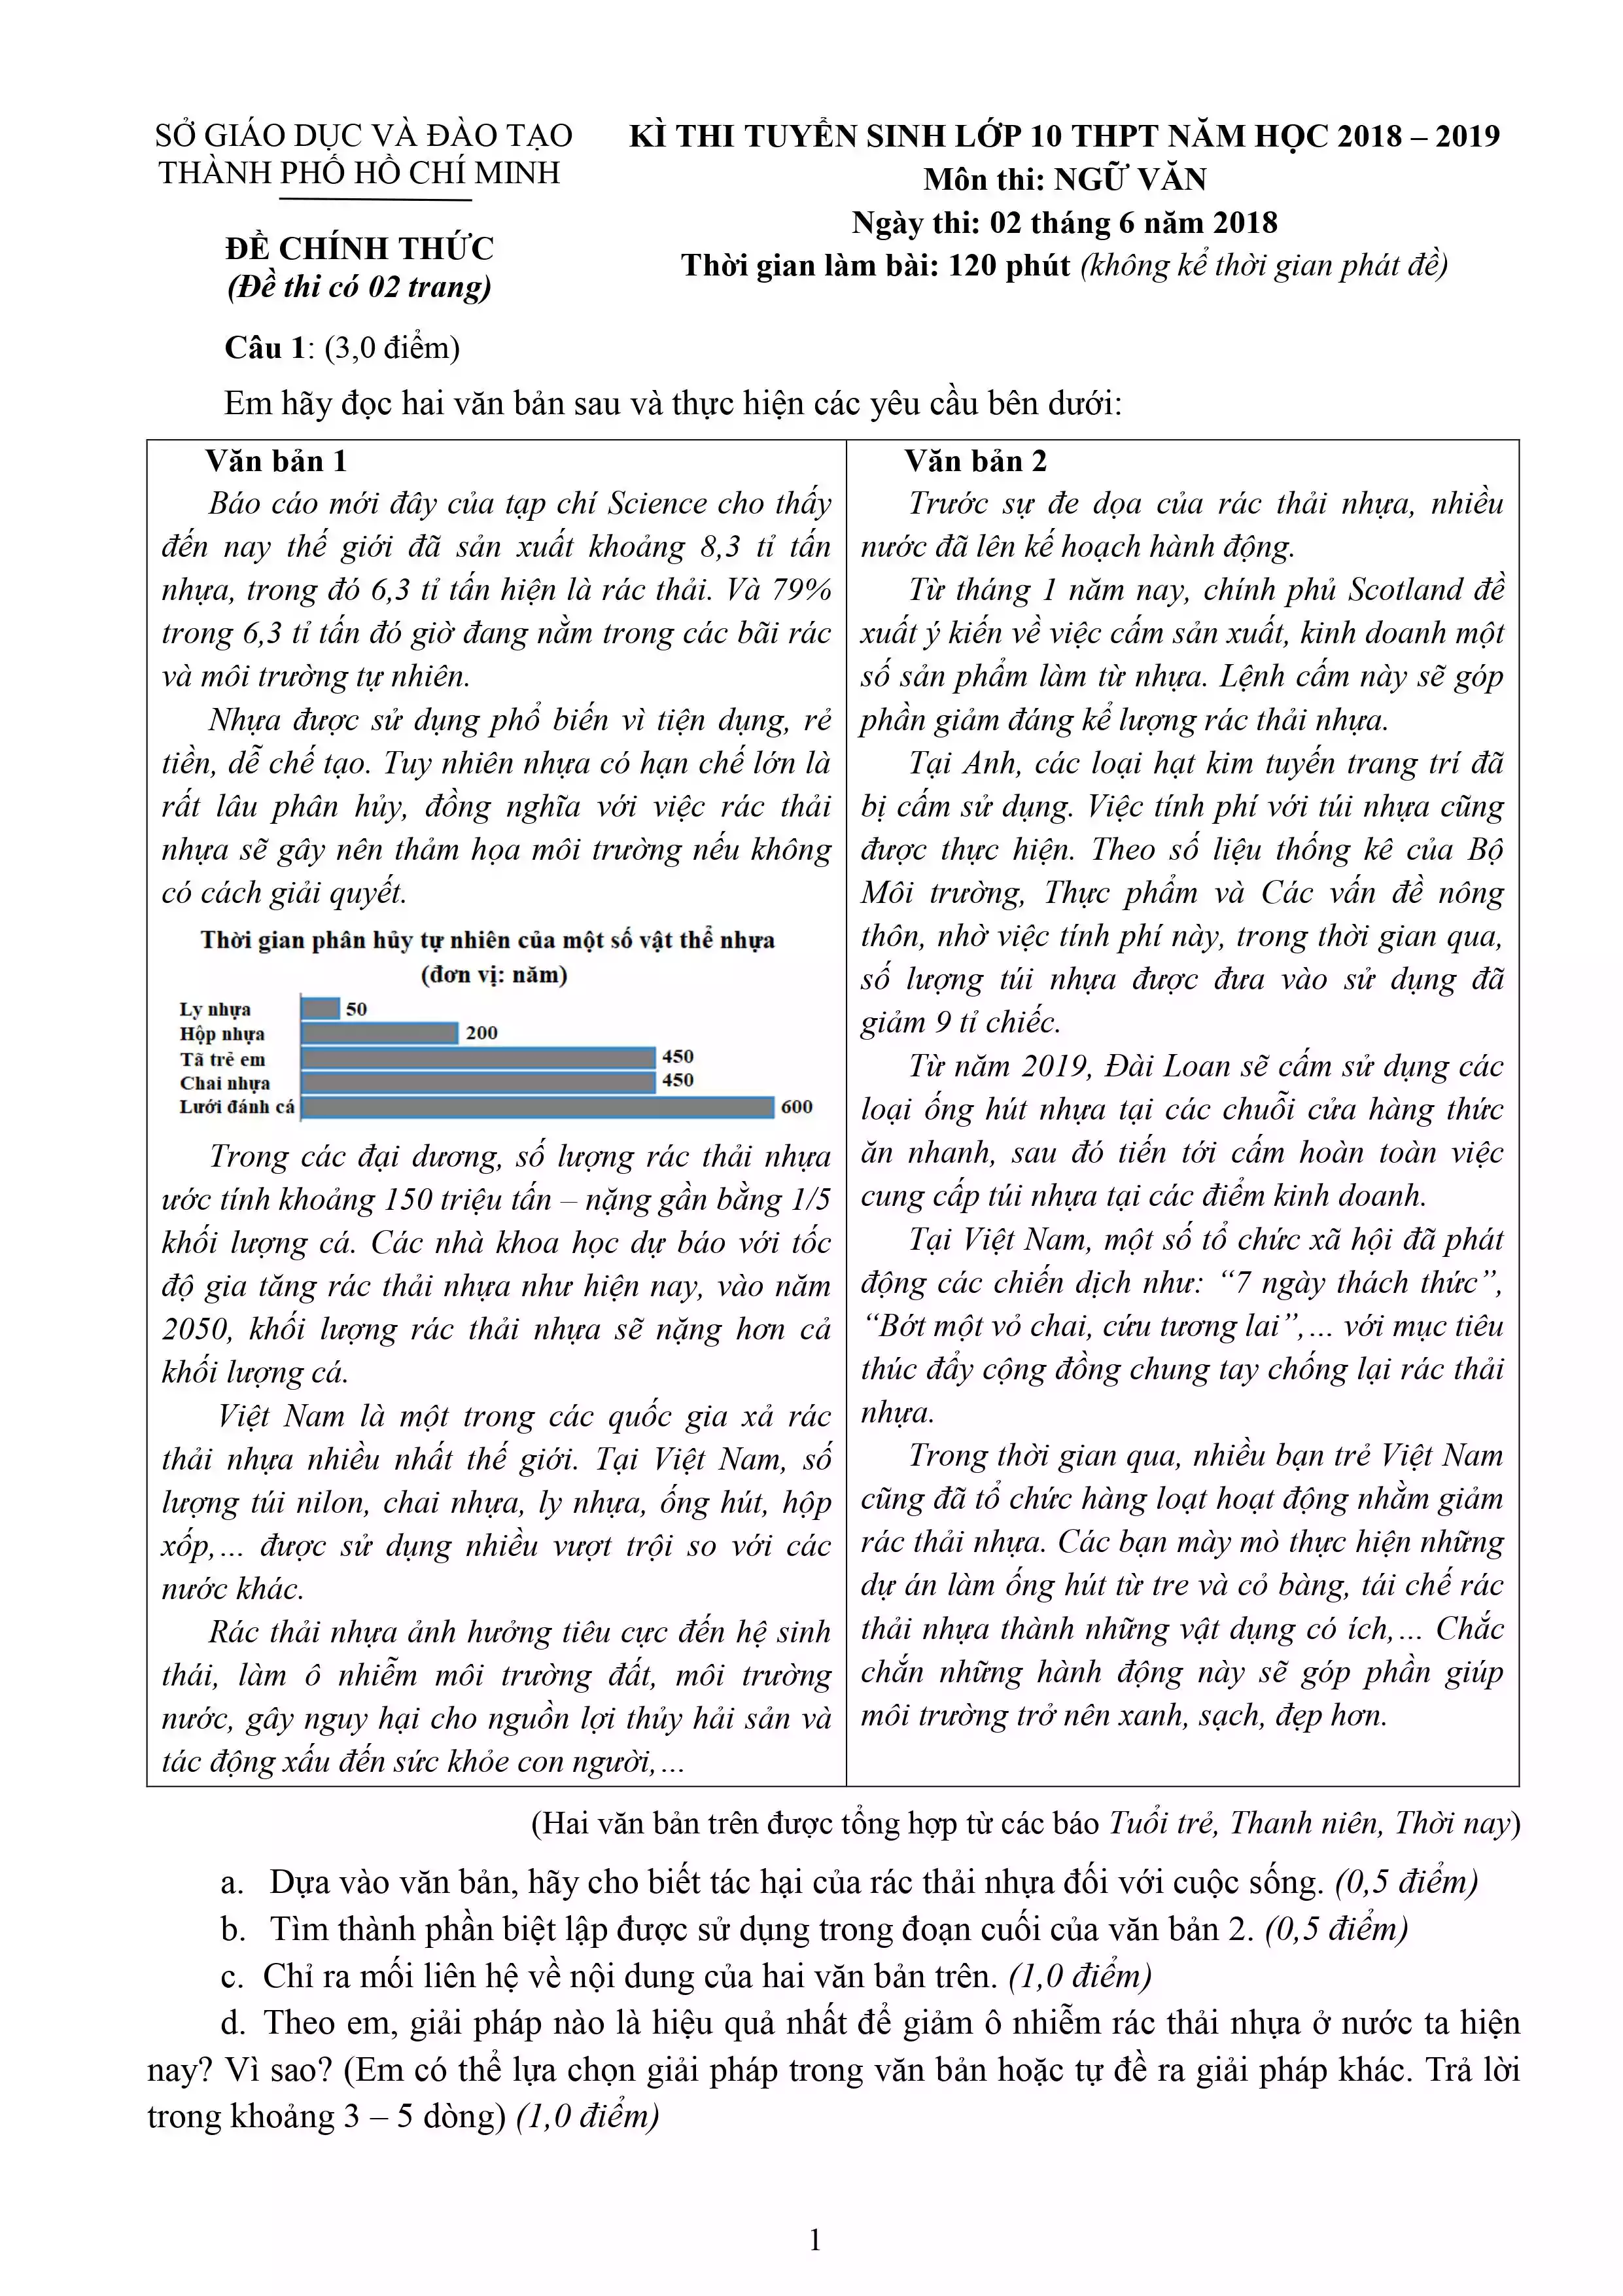 SỞ GIÁO DỤC VÀ ĐÀO TẠO
THÀNH PHỐ HỒ CHÍ MINH
ĐỀ CHÍNH THỨC
(Đề thi có 02 trang)
KÌ THI TUYỂN SINH LỚP 10 THPT NĂM HỌC 2018 – 2019
Môn thi: NGỮ VĂN
Ngày thi: 02 tháng 6 năm 2018
Thời gian làm bài: 120 phút (không kể thời gian phát đề)
Câu 1: (3,0 điểm)
Em hãy đọc hai văn bản sau và thực hiện các yêu cầu bên dưới:
Văn bản 1
Báo cáo mới đây của tạp chí Science cho thấy
đến nay thế giới đã sản xuất khoảng 8,3 tỉ tấn
nhựa, trong đó 6,3 tỉ tấn hiện là rác thải. Và 79%
trong 6,3 tỉ tấn đó giờ đang nằm trong các bãi rác
và môi trường tự nhiên.
Nhựa được sử dụng phổ biến vì tiện dụng, rẻ
tiền, dễ chế tạo. Tuy nhiên nhựa có hạn chế lớn là
rất lâu phân hủy, đồng nghĩa với việc rác thải
nhựa sẽ gây nên thảm họa môi trường nếu không
có cách giải quyết.
Thời gian phân hủy tự nhiên của một số vật thể nhựa
(đơn vị: năm)
Ly nhựa 50
Hộp nhựa 200
Tã trẻ em 450
Chai nhựa 450
Lưới đánh cá 600
Trong các đại dương, số lượng rác thải nhựa
ước tính khoảng 150 triệu tấn – nặng gần bằng 1/5
khối lượng cá. Các nhà khoa học dự báo với tốc
độ gia tăng rác thải nhựa như hiện nay, vào năm
2050, khối lượng rác thải nhựa sẽ nặng hơn cả
khối lượng cá.
Việt Nam là một trong các quốc gia xả rác
thải nhựa nhiều nhất thế giới. Tại Việt Nam, số
lượng túi nilon, chai nhựa, ly nhựa, ống hút, hộp
xốp,… được sử dụng nhiều vượt trội so với các
nước khác.
Rác thải nhựa ảnh hưởng tiêu cực đến hệ sinh
thái, làm ô nhiễm môi trường đất, môi trường
nước, gây nguy hại cho nguồn lợi thủy hải sản và
tác động xấu đến sức khỏe con người,…
Văn bản 2
Trước sự đe dọa của rác thải nhựa, nhiều
nước đã lên kế hoạch hành động.
Từ tháng 1 năm nay, chính phủ Scotland đề
xuất ý kiến về việc cấm sản xuất, kinh doanh một
số sản phẩm làm từ nhựa. Lệnh cấm này sẽ góp
phần giảm đáng kể lượng rác thải nhựa.
Tại Anh, các loại hạt kim tuyến trang trí đã
bị cấm sử dụng. Việc tính phí với túi nhựa cũng
được thực hiện. Theo số liệu thống kê của Bộ
Môi trường, Thực phẩm và Các vấn đề nông
thôn, nhờ việc tính phí này, trong thời gian qua,
số lượng túi nhựa được đưa vào sử dụng đã
giảm 9 tỉ chiếc.
Từ năm 2019, Đài Loan sẽ cấm sử dụng các
loại ống hút nhựa tại các chuỗi cửa hàng thức
ăn nhanh, sau đó tiến tới cấm hoàn toàn việc
cung cấp túi nhựa tại các điểm kinh doanh.
Tại Việt Nam, một số tổ chức xã hội đã phát
động các chiến dịch như: “7 ngày thách thức”,
“Bớt một vỏ chai, cứu tương lai”,… với mục tiêu
thúc đẩy cộng đồng chung tay chống lại rác thải
nhựa.
Trong thời gian qua, nhiều bạn trẻ Việt Nam
cũng đã tổ chức hàng loạt hoạt động nhằm giảm
rác thải nhựa. Các bạn mày mò thực hiện những
dự án làm ống hút từ tre và cỏ bàng, tái chế rác
thải nhựa thành những vật dụng có ích,… Chắc
chắn những hành động này sẽ góp phần giúp
môi trường trở nên xanh, sạch, đẹp hơn.
(Hai văn bản trên được tổng hợp từ các báo Tuổi trẻ, Thanh niên, Thời nay)
a. Dựa vào văn bản, hãy cho biết tác hại của rác thải nhựa đối với cuộc sống. (0,5 điểm)
b. Tìm thành phần biệt lập được sử dụng trong đoạn cuối của văn bản 2. (0,5 điểm)
c. Chỉ ra mối liên hệ về nội dung của hai văn bản trên. (1,0 điểm)
d. Theo em, giải pháp nào là hiệu quả nhất để giảm ô nhiễm rác thải nhựa ở nước ta hiện
nay? Vì sao? (Em có thể lựa chọn giải pháp trong văn bản hoặc tự đề ra giải pháp khác. Trả lời
trong khoảng 3 – 5 dòng) (1,0 điểm)
1